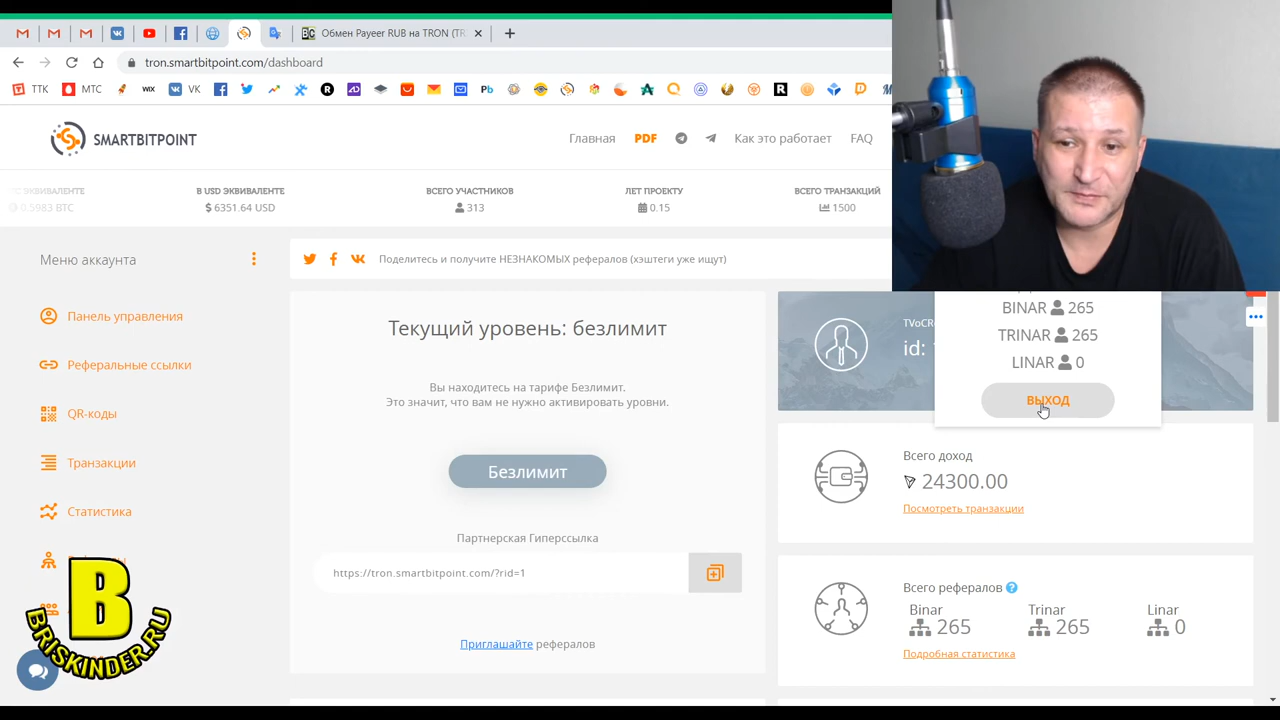 Обмен Payeer RUB на TRON (TR
tron.smartbitpoint.com/dashboard
ТТК
МТС
WIX
VK
Pb
SMARTBITPOINT
Главная
PDF
Как это работает
FAQ
В USD ЭКВИВАЛЕНТЕ
ВСЕГО УЧАСТНИКОВ
ЛЕТ ПРОЕКТУ
ВСЕГО ТРАНЗАКЦИЙ
0.5983 BTC
$ 6351.64 USD
313
0.15
1500
Меню аккаунта
Поделитесь и получите НЕЗНАКОМЫХ рефералов (хэштеги уже ищут)
Панель управления
Реферальные ссылки
QR-коды
Транзакции
Статистика
Текущий уровень: безлимит
Вы находитесь на тарифе Безлимит.
Это значит, что вам не нужно активировать уровни.
Безлимит
Партнерская Гиперссылка
https://tron.smartbitpoint.com/?rid=1
Приглашайте рефералов
id:
BINAR 265
TRINAR 265
LINAR 0
ВЫХОД
Всего доход
24300.00
Посмотреть транзакции
Всего рефералов
Binar
Trinar
Linar
265
265
0
Подробная статистика
B
BRISKINDER.RU